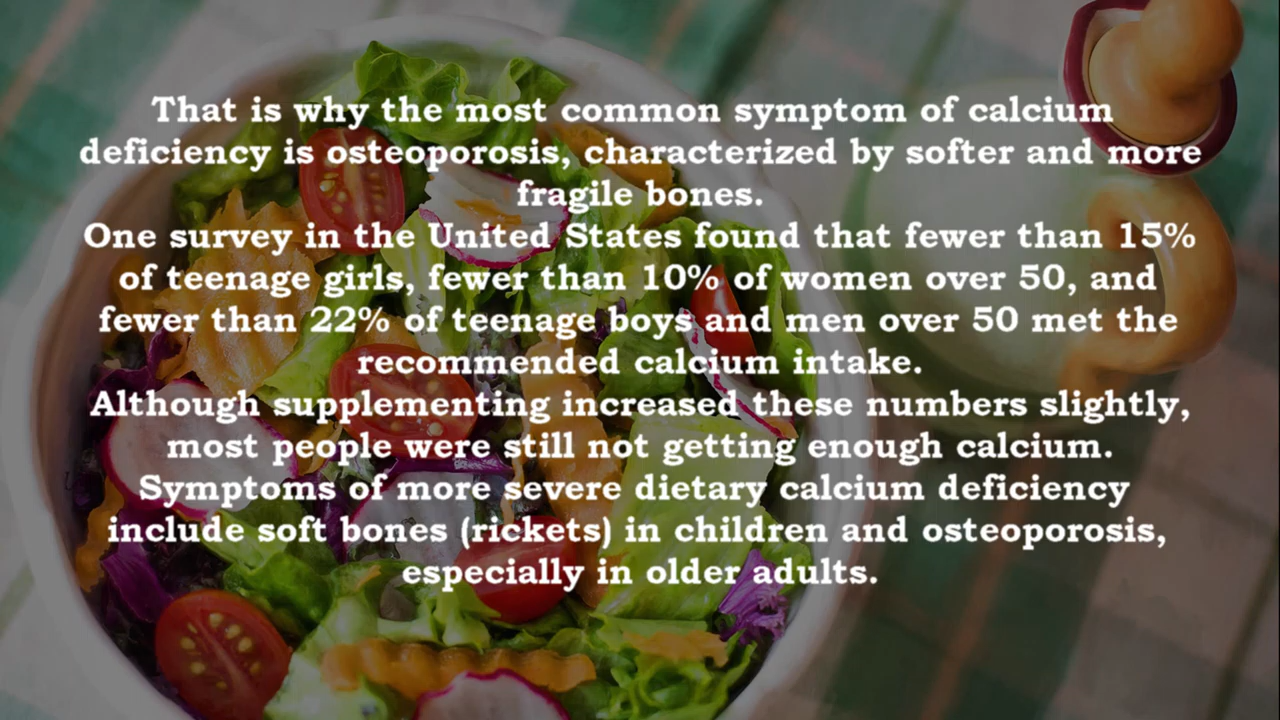 That is why the most common symptom of calcium
deficiency is osteoporosis, characterized by softer and more
fragile bones.
One survey in the United States found that fewer than 15%
of teenage girls, fewer than 10% of women over 50, and
fewer than 22% of teenage boys and men over 50 met the
recommended calcium intake.
Although supplementing increased these numbers slightly,
most people were still not getting enough calcium.
Symptoms of more severe dietary calcium deficiency
include soft bones (rickets) in children and osteoporosis,
especially in older adults.